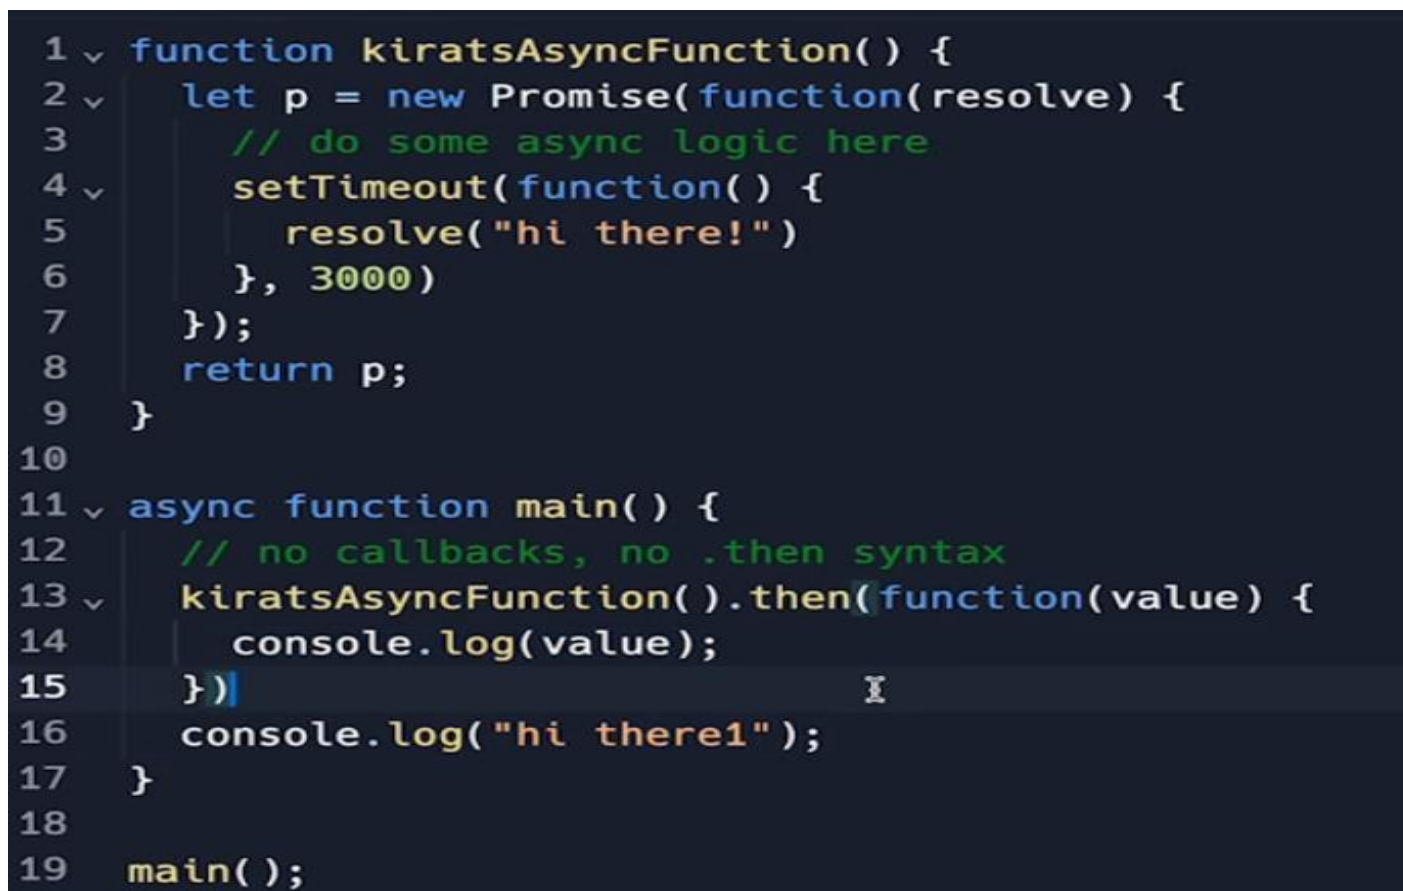 1 function kiratsAsyncFunction() {
2 let p = new Promise(function(resolve) {
3 // do some async logic here
4 setTimeout(function() {
5 resolve("hi there!")
6 }, 3000)
7 });
8 return p;
9 }
10
11 async function main() {
12 // no callbacks, no .then syntax
13 kiratsAsyncFunction().then(function(value) {
14 console.log(value);
15 })
16 console.log("hi there1");
17 }
18
19 main();